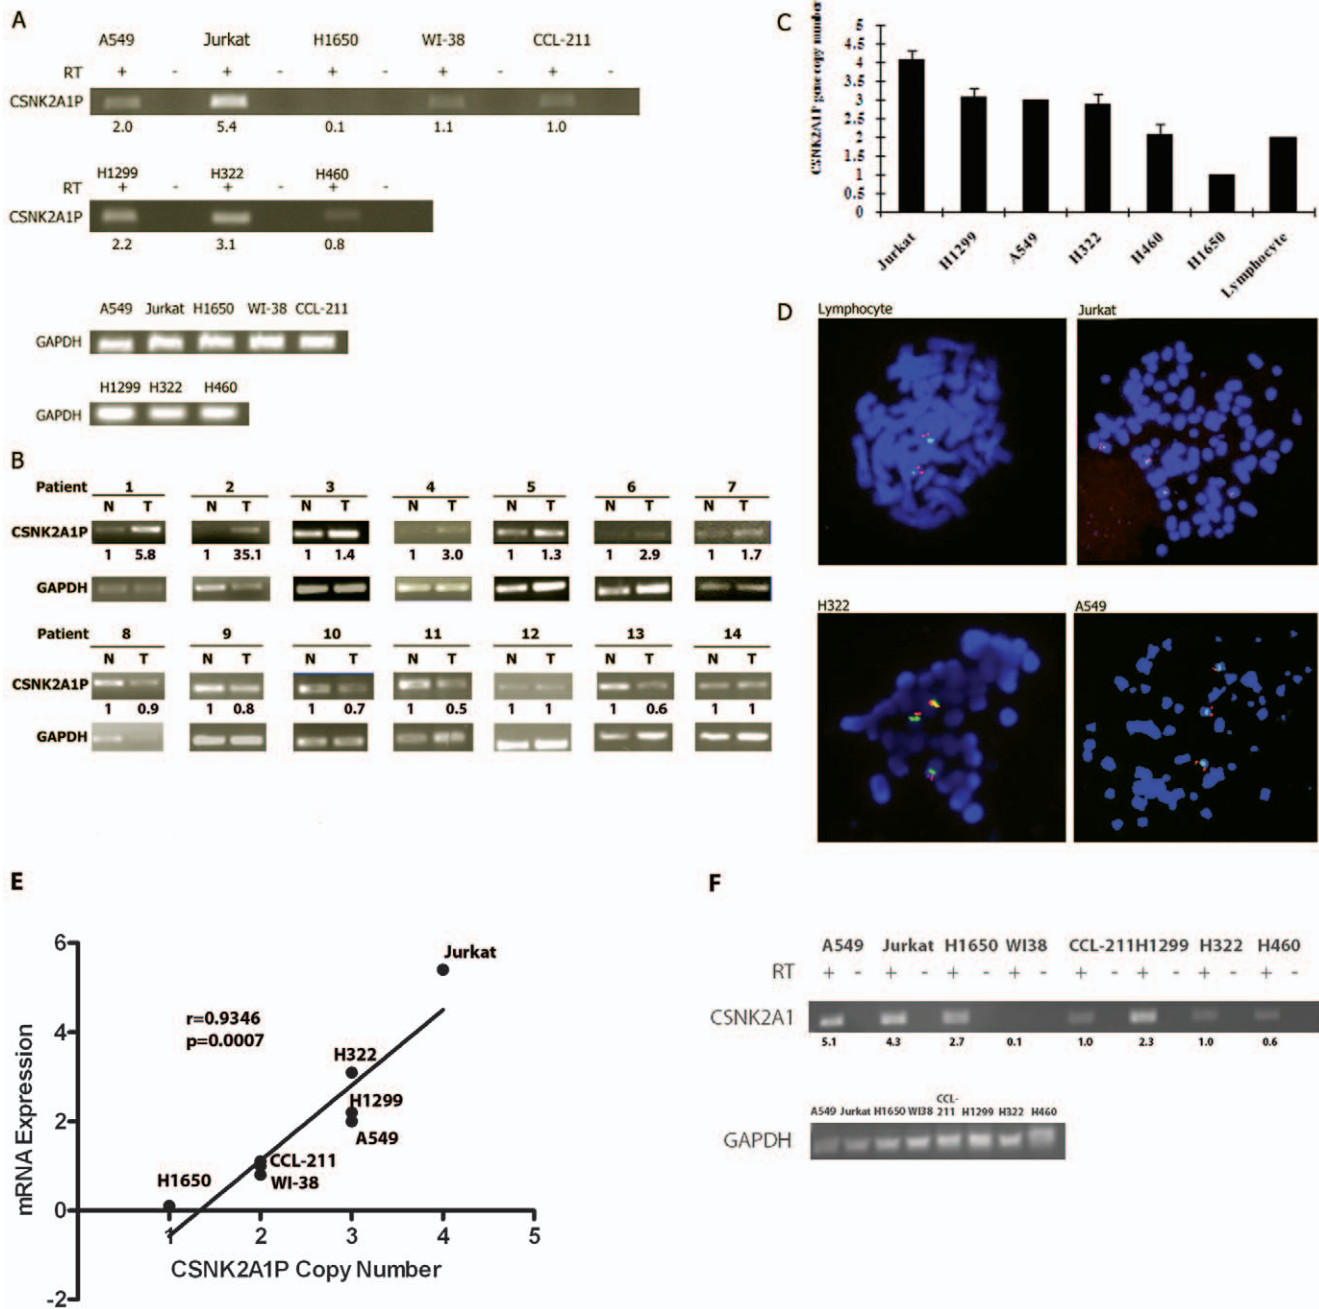 A
A549 Jurkat H1650 WI-38 CCL-211
RT + - + - + - + - + -
CSNK2A1P
2.0 5.4 0.1 1.1 1.0
H1299 H322 H460
RT + - + - + -
CSNK2A1P
2.2 3.1 0.8
A549 Jurkat H1650 WI-38 CCL-211
GAPDH
H1299 H322 H460
GAPDH
B
Patient 1 2 3 4 5 6 7
N T N T N T N T N T N T N T
CSNK2A1P
1 5.8 1 35.1 1 1.4 1 3.0 1 1.3 1 2.9 1 1.7
GAPDH
Patient 8 9 10 11 12 13 14
N T N T N T N T N T N T N T
CSNK2A1P
1 0.9 1 0.8 1 0.7 1 0.5 1 1 1 0.6 1 1
GAPDH
C
CSNK2A1P gene copy number
5
4.5
4
3.5
3
2.5
2
1.5
1
0.5
0
Jurkat H1299 A549 H322 H460 H1650 Lymphocyte
D
Lymphocyte Jurkat
H322 A549
E
mRNA Expression
6
4
2
0
-2
r=0.9346
p=0.0007
Jurkat
H322
H1299
A549
CCL-211
WI-38
H1650
1 2 3 4 5
CSNK2A1P Copy Number
F
A549 Jurkat H1650 WI38 CCL-211H1299 H322 H460
RT + - + - + - + - + - + - + - + -
CSNK2A1
5.1 4.3 2.7 0.1 1.0 2.3 1.0 0.6
A549 Jurkat H1650 WI38 CCL-211 H1299 H322 H460
GAPDH